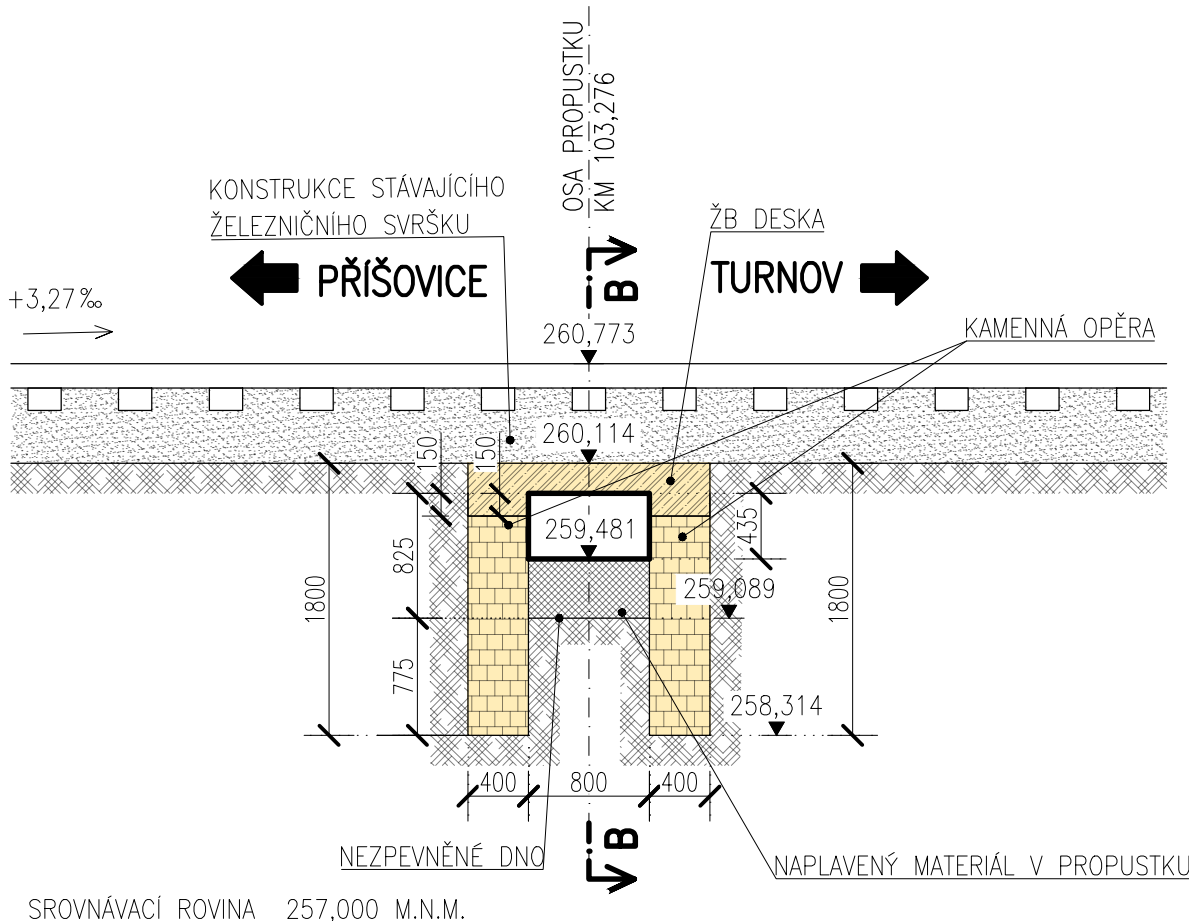 OSA PROPUSTKU
KM 103,276
KONSTRUKCE STÁVAJÍCÍHO
ŽELEZNIČNÍHO SVRŠKU
ŽB DESKA
PŘÍŠOVICE
B
TURNOV
+3,27‰
260,773
KAMENNÁ OPĚRA
260,114
150
150
259,481
435
825
259,089
1800
1800
775
258,314
400
800
400
B
NEZPEVNĚNÉ DNO
NAPLAVENÝ MATERIÁL V PROPUSTKU
SROVNÁVACÍ ROVINA 257,000 M.N.M.